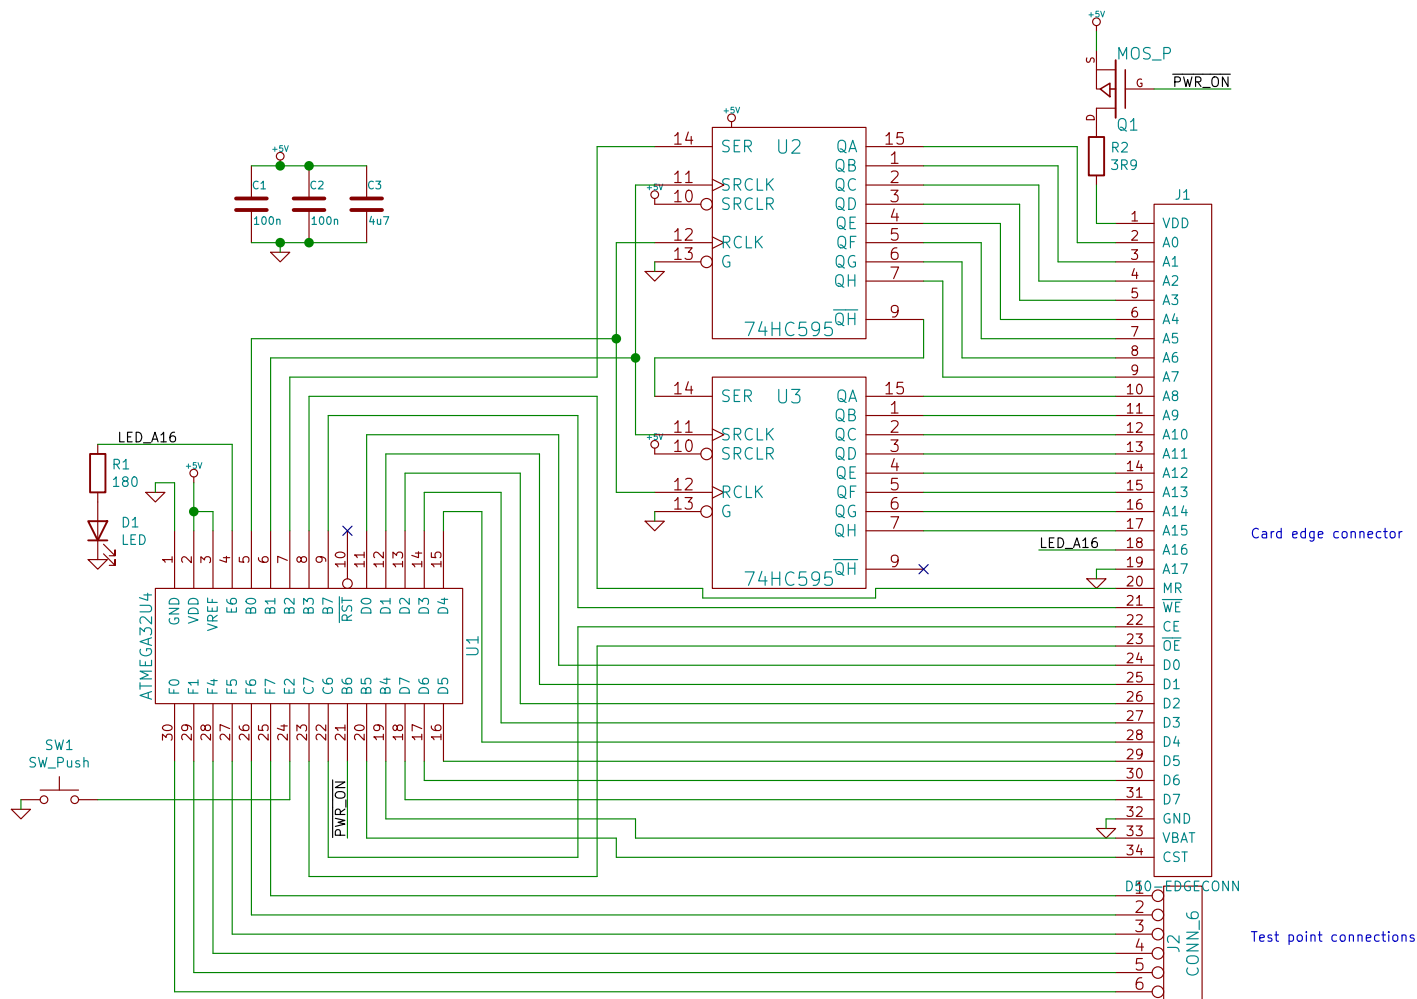 +5V
MOS_P
S
G
PWR_ON
D
Q1
R2
3R9
+5V
C1
C2
C3
100n
100n
4u7
+5V
U2
14 SER QA 15
QB 1
11 SRCLK QC 2
+5V
10 SRCLR QD 3
QE 4
12 RCLK QF 5
13 G QG 6
QH 7
QH 9
74HC595
U3
14 SER QA 15
QB 1
11 SRCLK QC 2
+5V
10 SRCLR QD 3
QE 4
12 RCLK QF 5
13 G QG 6
QH 7
QH 9
74HC595
J1
1 VDD
2 A0
3 A1
4 A2
5 A3
6 A4
7 A5
8 A6
9 A7
10 A8
11 A9
12 A10
13 A11
14 A12
15 A13
16 A14
17 A15
LED_A16
18 A16
19 A17
20 MR
21 WE
22 CE
23 OE
24 D0
25 D1
26 D2
27 D3
28 D4
29 D5
30 D6
31 D7
32 GND
33 VBAT
34 CST
D50-EDGECONN
Card edge connector
LED_A16
R1
180
+5V
D1
LED
1 2 3 4 5 6 7 8 9 10 11 12 13 14 15
GND VDD VREF E6 B0 B1 B2 B3 B7 RST D0 D1 D2 D3 D4
ATMEGA32U4
U1
F0 F1 F4 F5 F6 F7 E2 C7 C6 B6 B5 B4 D7 D6 D5
30 29 28 27 26 25 24 23 22 21 20 19 18 17 16
SW1
SW_Push
PWR_ON
1
2
3
4
5
6
J2
CONN_6
Test point connections